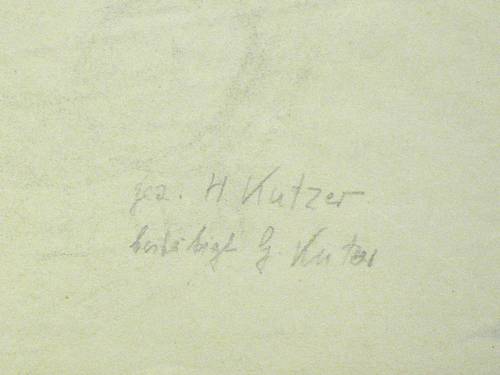 gez. H. Kutzer
bestätigt G. Kutzer